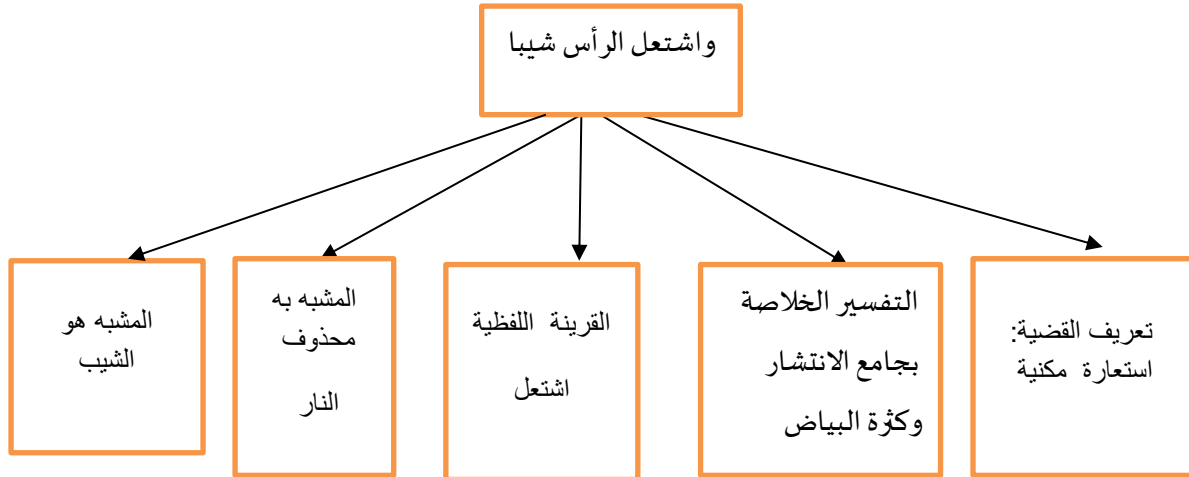 واشتعل الرأس شيبا
تعريف القضية:
استعارة مكنية
التفسير الخلاصة
بجامع الانتشار
وكثرة البياض
القرينة اللفظية
اشتعل
المشبه به
محذوف
النار
المشبه هو
الشيب